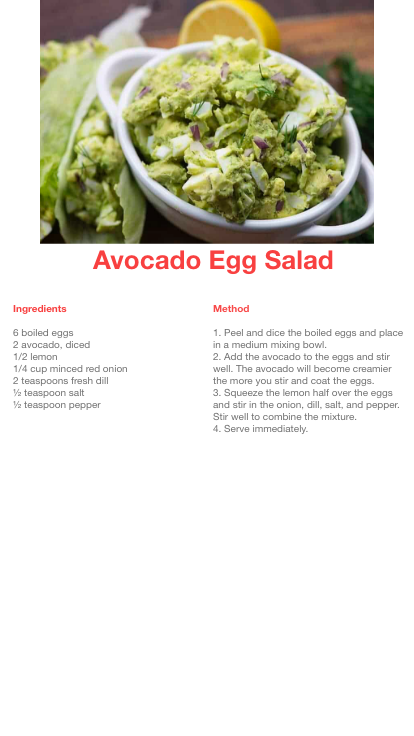 Avocado Egg Salad
Ingredients
6 boiled eggs
2 avocado, diced
1/2 lemon
1/4 cup minced red onion
2 teaspoons fresh dill
½ teaspoon salt
½ teaspoon pepper
Method
1. Peel and dice the boiled eggs and place
in a medium mixing bowl.
2. Add the avocado to the eggs and stir
well. The avocado will become creamier
the more you stir and coat the eggs.
3. Squeeze the lemon half over the eggs
and stir in the onion, dill, salt, and pepper.
Stir well to combine the mixture.
4. Serve immediately.